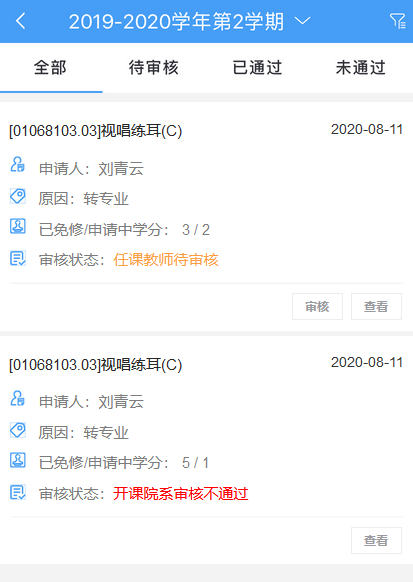 2019-2020学年第2学期
全部 待审核 已通过 未通过
[01068103.03]视唱练耳(C) 2020-08-11
申请人：刘青云
原因：转专业
已免修/申请中学分： 3 / 2
审核状态：任课教师待审核
审核 查看
[01068103.03]视唱练耳(C) 2020-08-11
申请人：刘青云
原因：转专业
已免修/申请中学分： 5 / 1
审核状态：开课院系审核不通过
查看